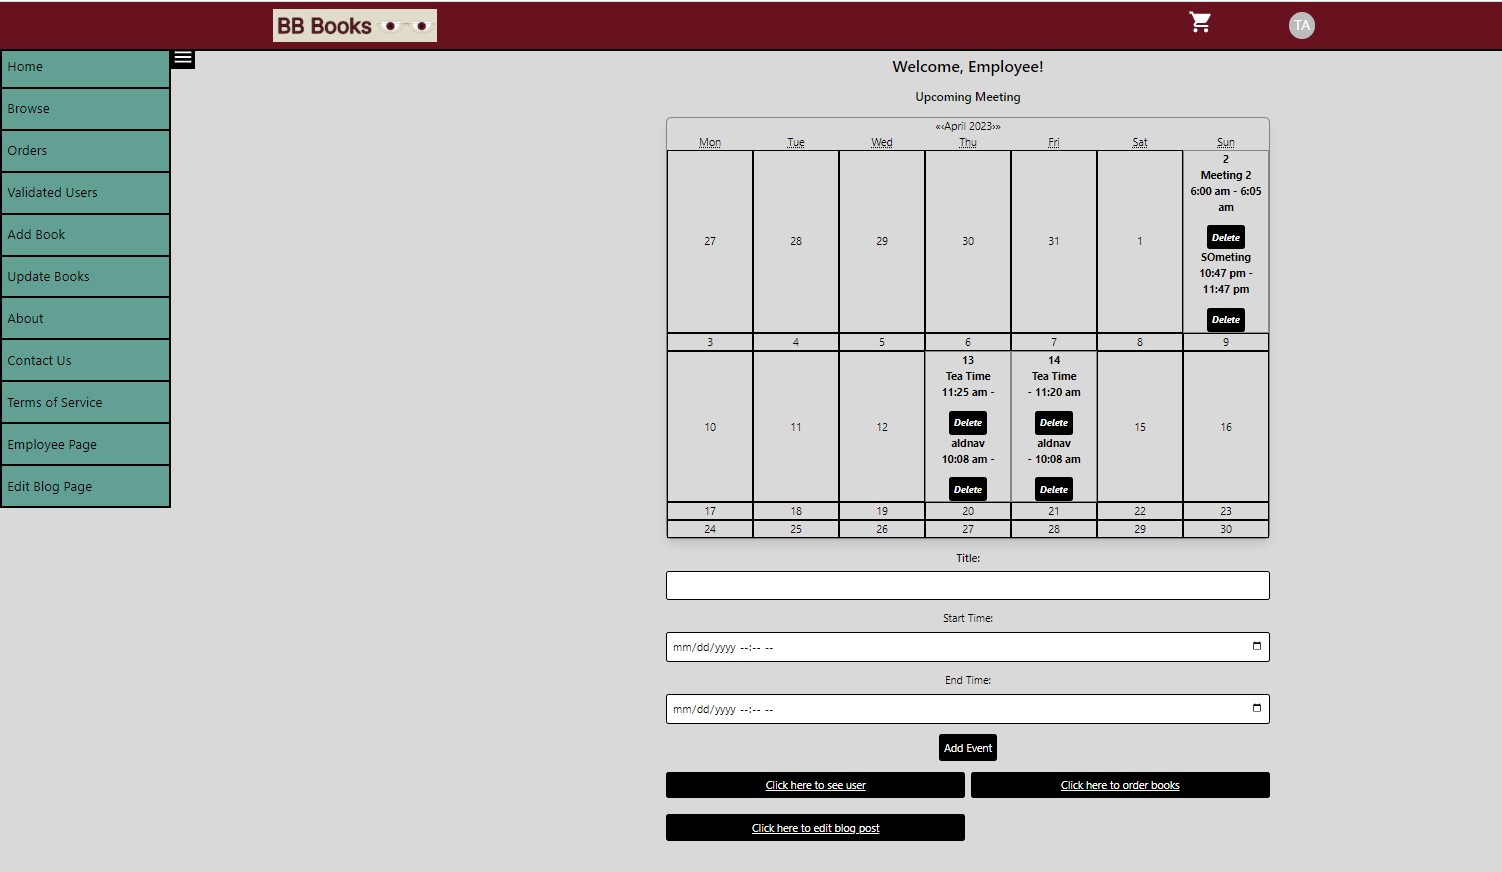 BB Books
TA
Home
Browse
Orders
Validated Users
Add Book
Update Books
About
Contact Us
Terms of Service
Employee Page
Edit Blog Page
Welcome, Employee!
Upcoming Meeting
«‹April 2023›»
Mon Tue Wed Thu Fri Sat Sun
27 28 29 30 31 1
2
Meeting 2
6:00 am - 6:05
am
Delete
SOmeting
10:47 pm -
11:47 pm
Delete
3 4 5 6 7 8 9
10 11 12
13
Tea Time
11:25 am -
Delete
aldnav
10:08 am -
Delete
14
Tea Time
- 11:20 am
Delete
aldnav
- 10:08 am
Delete
15 16
17 18 19 20 21 22 23
24 25 26 27 28 29 30
Title:
Start Time:
mm/dd/yyyy --:-- --
End Time:
mm/dd/yyyy --:-- --
Add Event
Click here to see user
Click here to order books
Click here to edit blog post